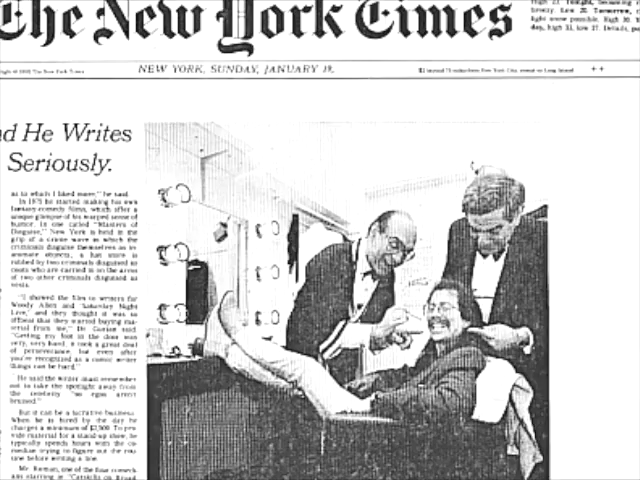 The New York Times
NEW YORK, SUNDAY, JANUARY 19,
nd He Writes
Seriously.
as to which I liked more," he said.
In 1975 he started making his own
fantasy-comedy films, which offer a
unique glimpse of his warped sense of
humor. In one called "Masters of
Disguise," New York is held in the
grip of a crime wave in which the
criminals disguise themselves as in-
animate objects, a hat store is
robbed by two criminals disguised as
coats who are carried in on the arms
of two other criminals disguised as
"I showed the film to writers for
Woody Allen and 'Saturday Night
Live,' and they thought it was so
offbeat that they started buying ma-
terial from me," said
"Getting my foot in the door was
very, very hard. It took a great deal
of perseverance, but even after
you're recognized as a comic writer
things can be hard."
He said the writer must remember
not to take the spotlight away from
the celebrity "so egos aren't
bruised."
But it can be a lucrative business.
When he is hired by the day he
charges a minimum of $2,500. To pro-
vide material for a stand-up show, he
typically spends hours with the co-
median trying to figure out the rou-
tine before writing a line.
Mr. Roman, one of the four comedi-
ans starring in "Catskills on Broad